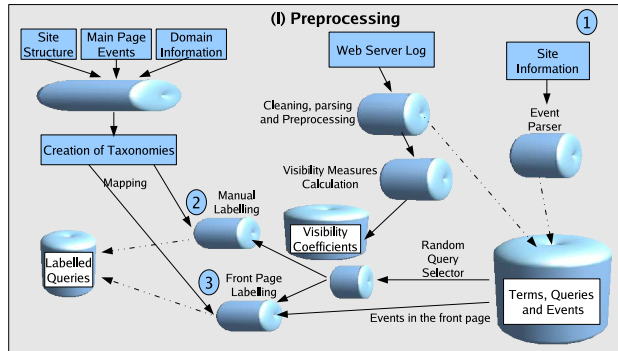 (I) Preprocessing
1
Site
Structure
Main Page
Events
Domain
Information
Web Server Log
Site
Information
Cleaning, parsing
and Preprocessing
Event
Parser
Creation of Taxonomies
Mapping
Visibility Measures
Calculation
2
Manual
Labelling
Visibility
Coefficients
Labelled
Queries
3
Front Page
Labelling
Random
Query
Selector
Terms, Queries
and Events
Events in the front page